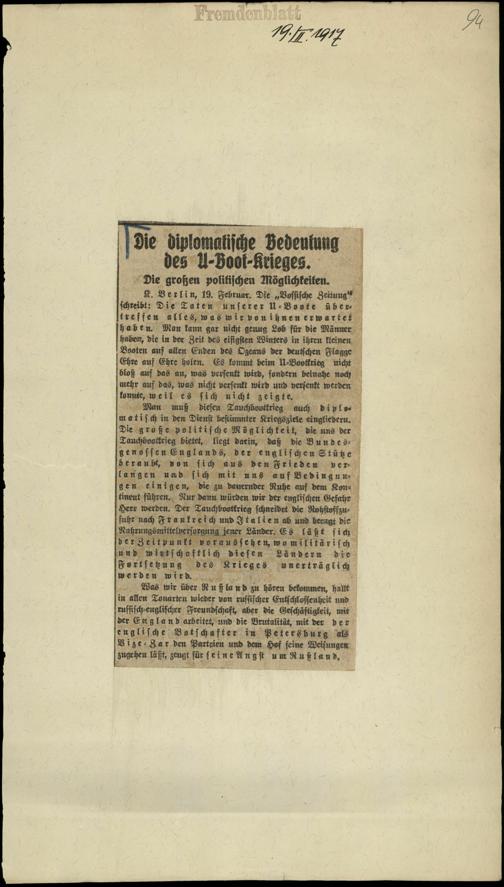 Fremdenblatt
19./II. 1917
94
Die diplomatische Bedeutung
des U-Boot-Krieges.
Die großen politischen Möglichkeiten.
K. Berlin, 19. Februar. Die „Vossische Zeitung"
schreibt: Die Taten unserer U-Boote über-
treffen alles, was wir von ihnen erwartet
haben. Man kann gar nicht genug Lob für die Männer
haben, die in der Zeit des eisigsten Winters in ihren kleinen
Booten auf allen Enden des Ozeans der deutschen Flagge
Ehre auf Ehre holen. Es kommt beim U-Bootkrieg nicht
bloß auf das an, was versenkt wird, sondern beinahe noch
mehr auf das, was nicht versenkt wird und versenkt werden
könnte, weil es sich nicht zeigte.
Man muß diesen Tauchbootkrieg auch diplo-
matisch in den Dienst bestimmter Kriegsziele eingliedern.
Die große politische Möglichkeit, die uns der
Tauchbootkrieg bietet, liegt darin, daß die Bundes-
genossen Englands, der englischen Stütze
beraubt, von sich aus den Frieden ver-
langen und sich mit uns auf Bedingun-
gen einigen, die zu dauernder Ruhe auf dem Kon-
tinent führen. Nur dann würden wir der englischen Gefahr
Herr werden. Der Tauchbootkrieg schneidet die Rohstoffzu-
fuhr nach Frankreich und Italien ab und beengt die
Nahrungsmittelversorgung jener Länder. Es läßt sich
der Zeitpunkt voraussehen, wo militärisch
und wirtschaftlich diesen Ländern die
Fortsetzung des Krieges unerträglich
werden wird.
Was wir über Rußland zu hören bekommen, hallt
in allen Tonarten wieder von russischer Entschlossenheit und
russisch-englischer Freundschaft, aber die Geschäftigkeit, mit
der England arbeitet, und die Brutalität, mit der der
englische Botschafter in Petersburg als
Vize-Zar den Parteien und dem Hof seine Weisungen
zugehen läßt, zeugt für seine Angst um Rußland.